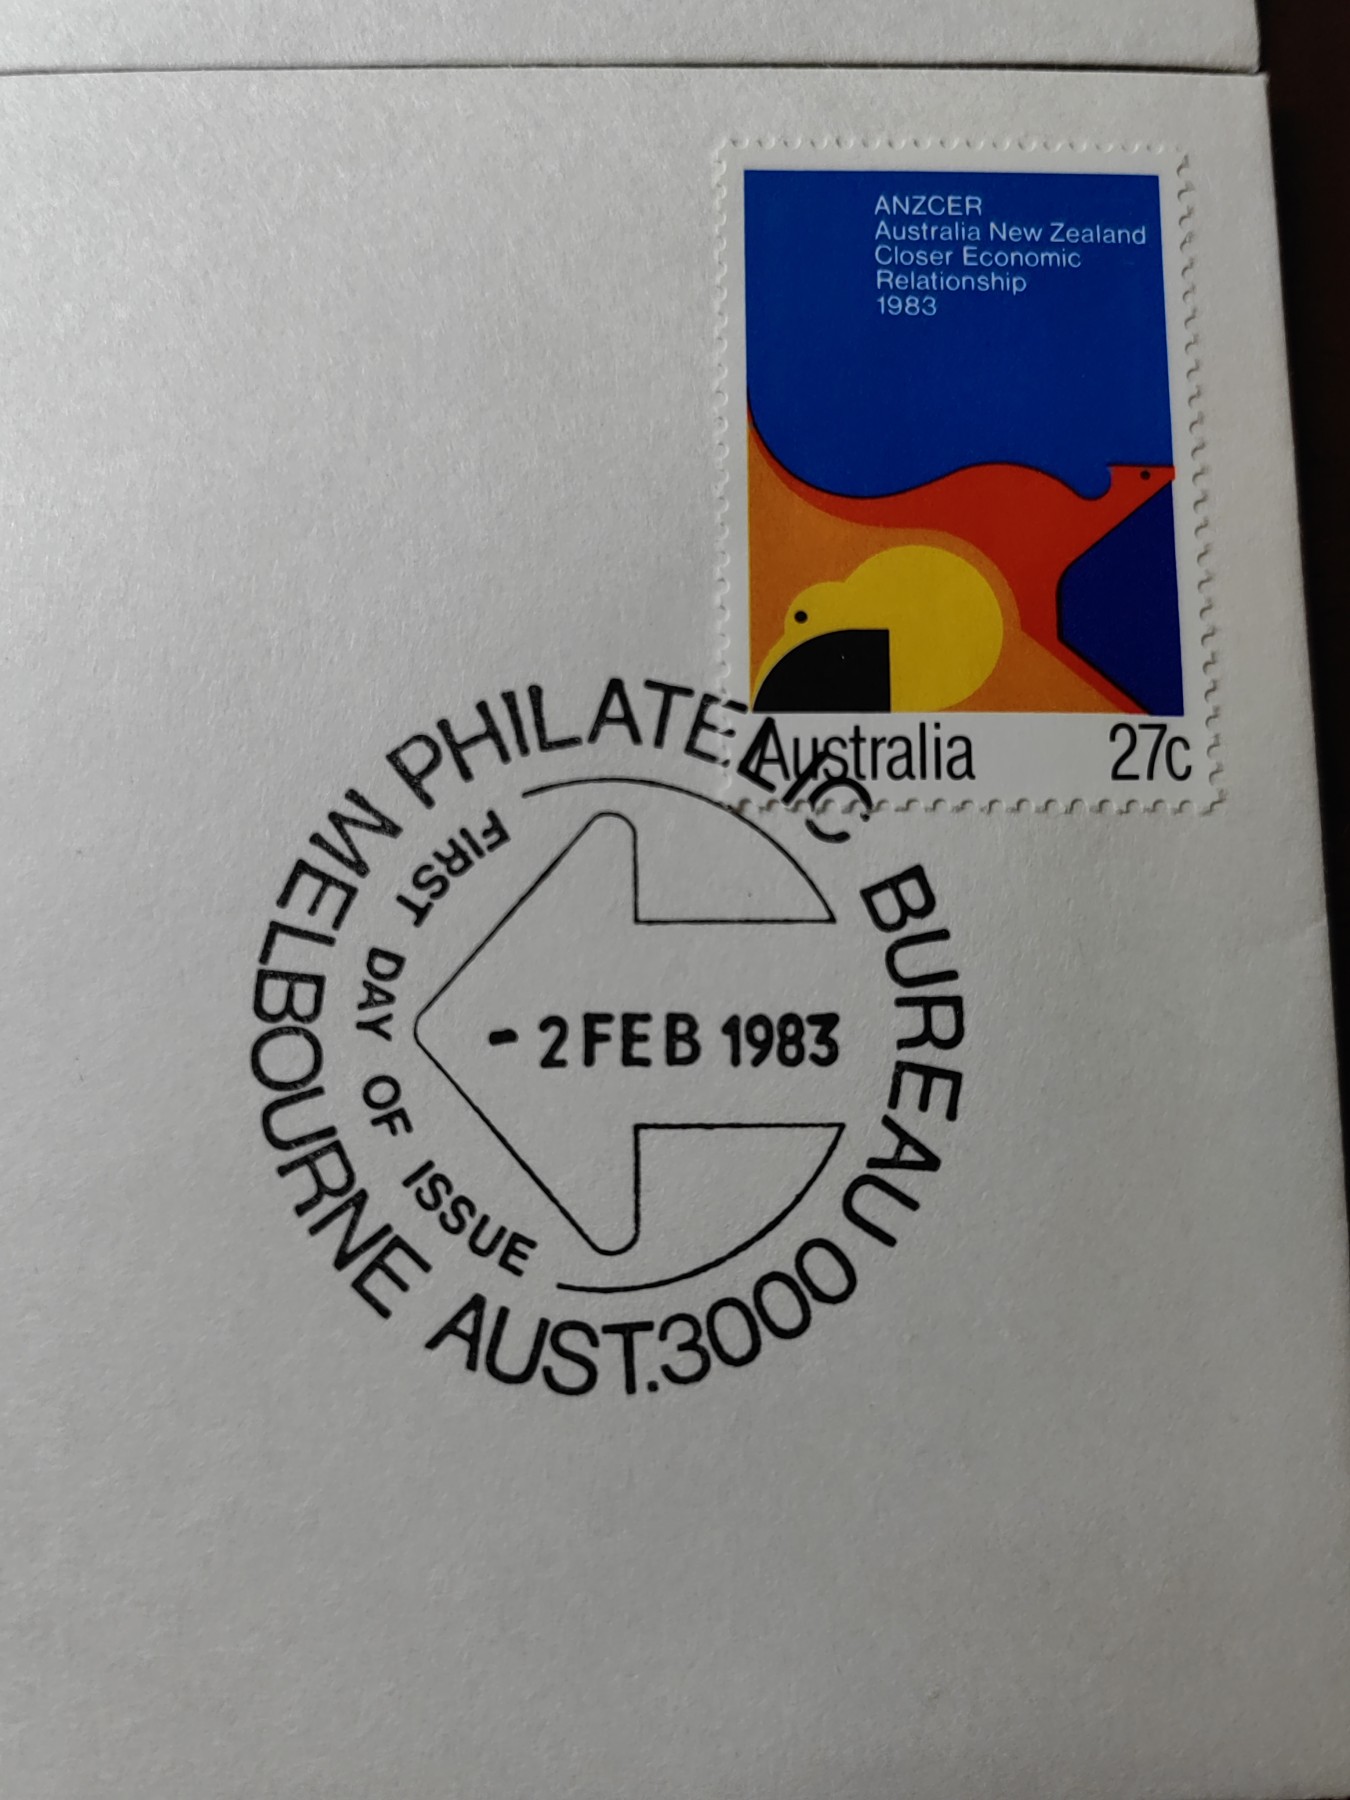 ANZCER
Australia New Zealand
Closer Economic
Relationship
1983
Australia 27c
MELBOURNE PHILATELIC BUREAU
FIRST DAY OF ISSUE
- 2 FEB 1983
AUST.3000